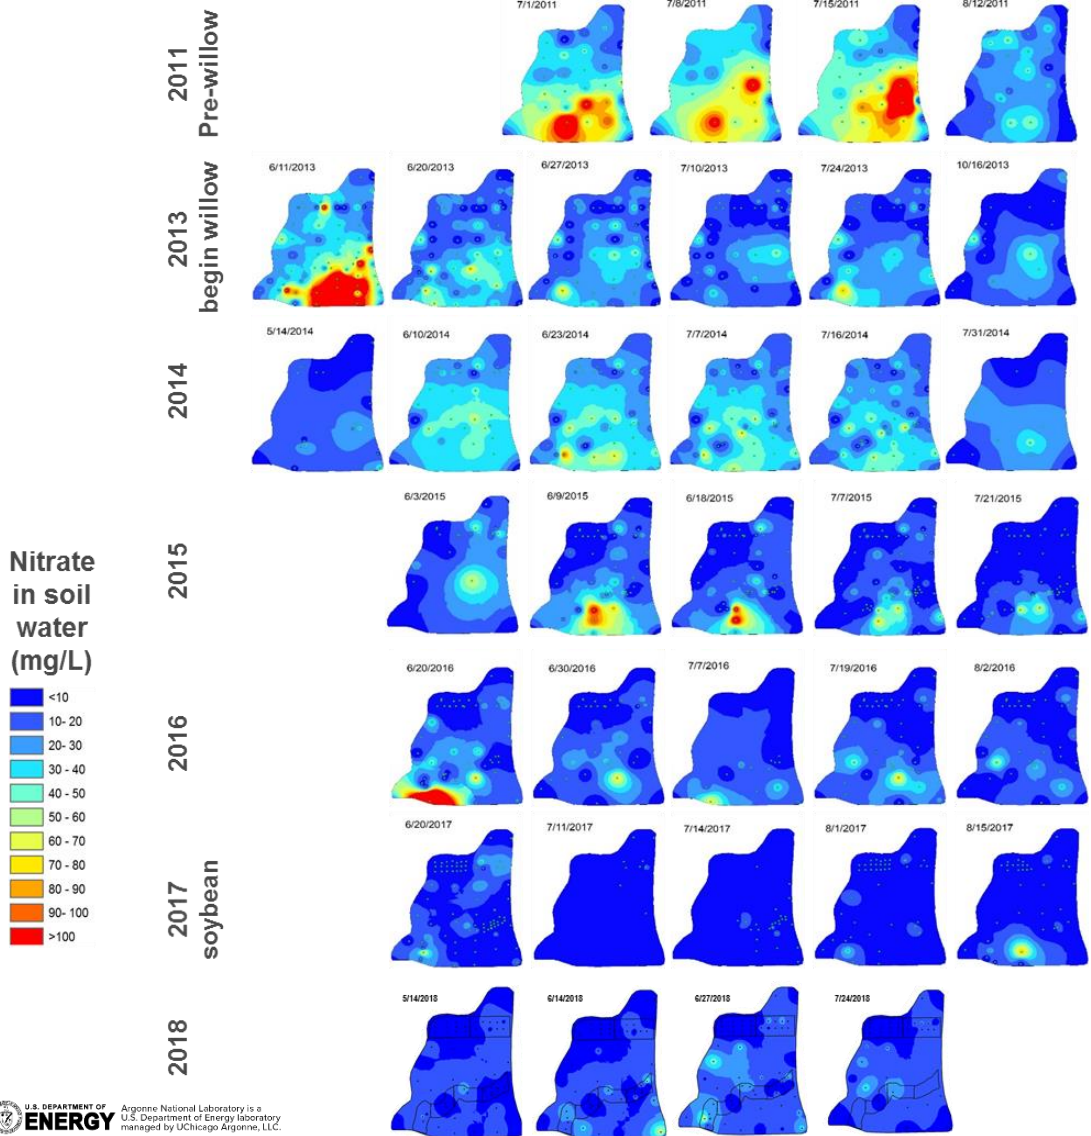 7/1/2011 7/8/2011 7/15/2011 8/12/2011
2011
Pre-willow
6/11/2013 6/20/2013 6/27/2013 7/10/2013 7/24/2013 10/16/2013
2013
begin willow
5/14/2014 6/10/2014 6/23/2014 7/7/2014 7/16/2014 7/31/2014
2014
6/3/2015 6/9/2015 6/18/2015 7/7/2015 7/21/2015
2015
Nitrate
in soil
water
(mg/L)
<10
10- 20
20- 30
30 - 40
40 - 50
50 - 60
60 - 70
70 - 80
80 - 90
90- 100
>100
6/20/2016 6/30/2016 7/7/2016 7/19/2016 8/2/2016
2016
6/20/2017 7/11/2017 7/14/2017 8/1/2017 8/15/2017
2017
soybean
5/14/2018 6/14/2018 6/27/2018 7/24/2018
2018
U.S. DEPARTMENT OF
ENERGY
Argonne National Laboratory is a
U.S. Department of Energy laboratory
managed by UChicago Argonne, LLC.